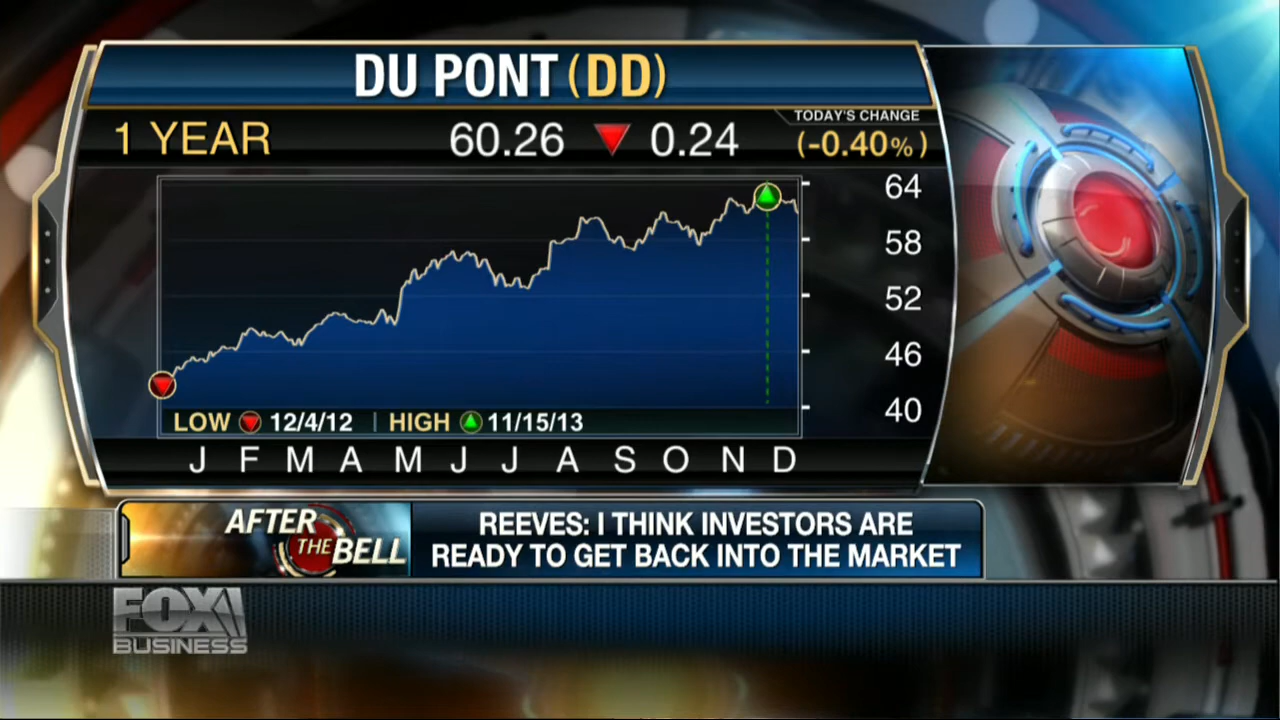 DU PONT (DD)
1 YEAR 60.26 0.24 TODAY'S CHANGE (-0.40%)
64
58
52
46
40
LOW 12/4/12 | HIGH 11/15/13
J F M A M J J A S O N D
AFTER THE BELL
REEVES: I THINK INVESTORS ARE
READY TO GET BACK INTO THE MARKET
FOX
BUSINESS